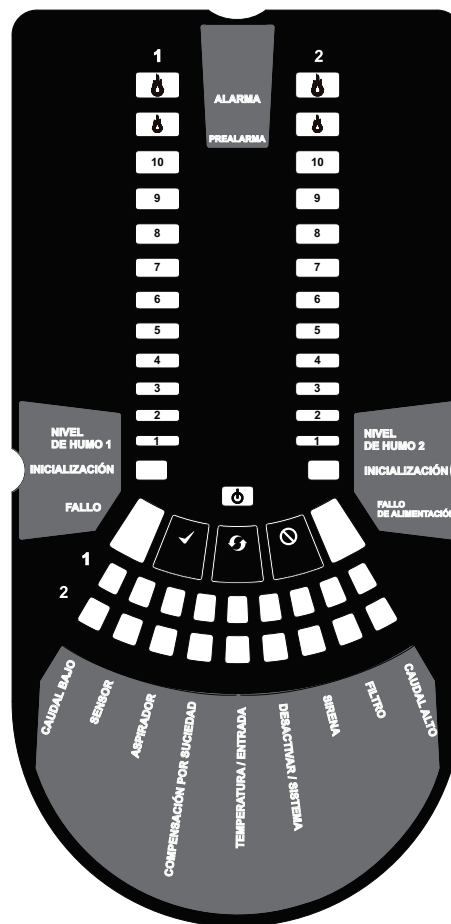 1
2
ALARMA
PREALARMA
10
10
9
9
8
8
7
7
6
6
5
5
4
4
3
3
2
2
1
1
NIVEL
DE HUMO 1
INICIALIZACIÓN
FALLO
NIVEL
DE HUMO 2
INICIALIZACIÓN
FALLO
DE ALIMENTACIÓN
1
2
CAUDAL BAJO
SENSOR
ASPIRADOR
COMPENSACIÓN POR SUCIEDAD
TEMPERATURA / ENTRADA
DESACTIVAR / SISTEMA
SIRENA
FILTRO
CAUDAL ALTO